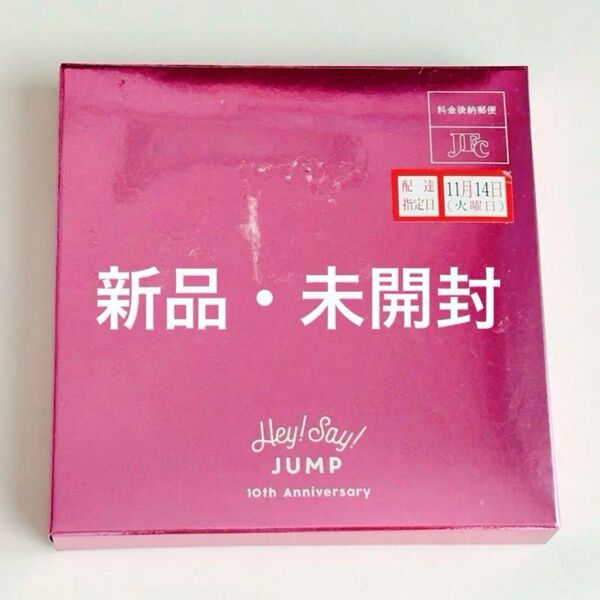 料金後納郵便
JFC
配達
指定日
11月14日
(火曜日)
新品・未開封
Hey! Say!
JUMP
10th Anniversary